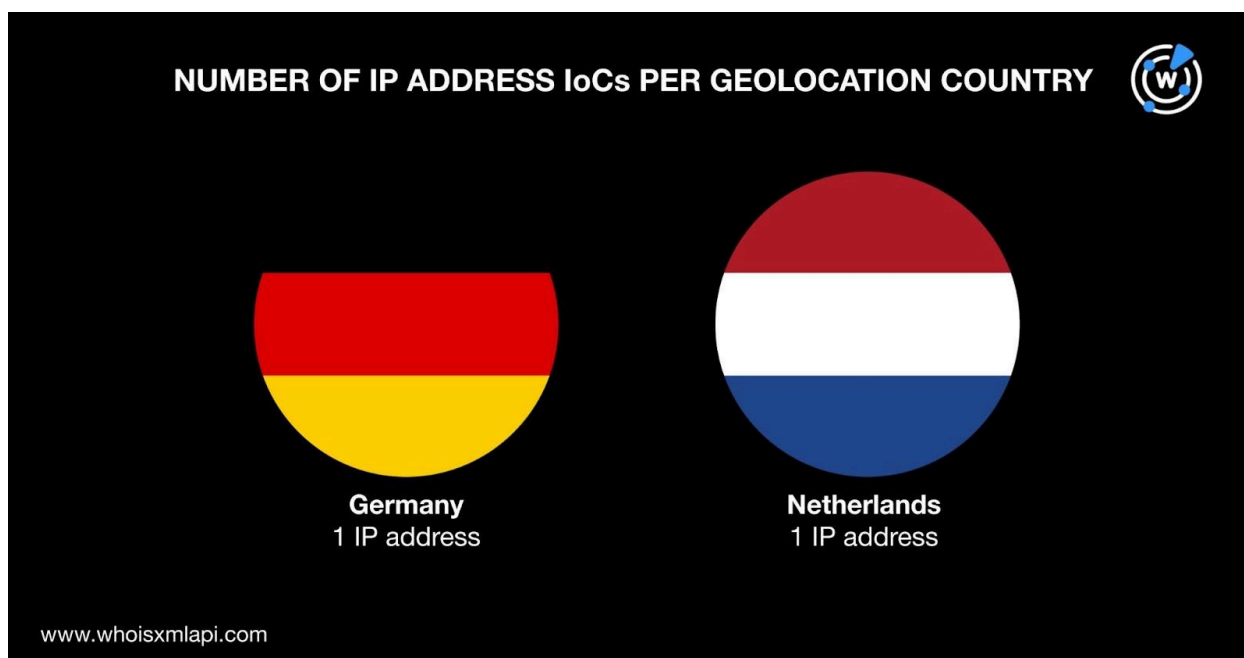 NUMBER OF IP ADDRESS IoCs PER GEOLOCATION COUNTRY
W
Germany
1 IP address
Netherlands
1 IP address
www.whoisxmlapi.com